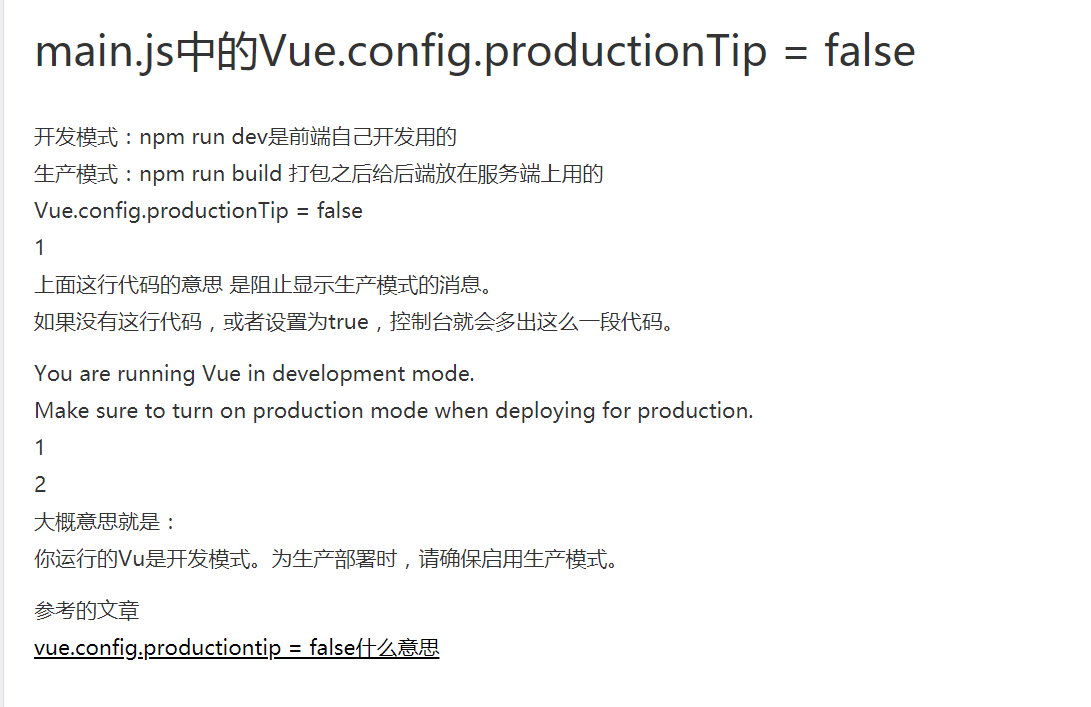 main.js中的Vue.config.productionTip = false
开发模式：npm run dev是前端自己开发用的
生产模式：npm run build 打包之后给后端放在服务端上用的
Vue.config.productionTip = false
1
上面这行代码的意思 是阻止显示生产模式的消息。
如果没有这行代码，或者设置为true，控制台就会多出这么一段代码。
You are running Vue in development mode.
Make sure to turn on production mode when deploying for production.
1
2
大概意思就是：
你运行的Vu是开发模式。为生产部署时，请确保启用生产模式。
参考的文章
vue.config.productiontip = false什么意思